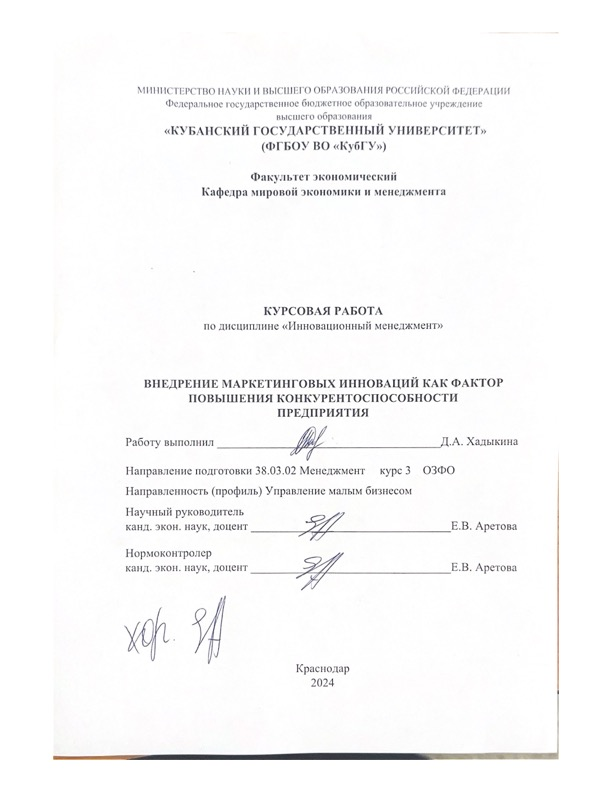 МИНИСТЕРСТВО НАУКИ И ВЫСШЕГО ОБРАЗОВАНИЯ РОССИЙСКОЙ ФЕДЕРАЦИИ
Федеральное государственное бюджетное образовательное учреждение
высшего образования
«КУБАНСКИЙ ГОСУДАРСТВЕННЫЙ УНИВЕРСИТЕТ»
(ФГБОУ ВО «КубГУ»)
Факультет экономический
Кафедра мировой экономики и менеджмента
КУРСОВАЯ РАБОТА
по дисциплине «Инновационный менеджмент»
ВНЕДРЕНИЕ МАРКЕТИНГОВЫХ ИННОВАЦИЙ КАК ФАКТОР
ПОВЫШЕНИЯ КОНКУРЕНТОСПОСОБНОСТИ
ПРЕДПРИЯТИЯ
Работу выполнил Д.А. Хадыкина
Направление подготовки 38.03.02 Менеджмент курс 3 ОЗФО
Направленность (профиль) Управление малым бизнесом
Научный руководитель
канд. экон. наук, доцент Е.В. Аретова
Нормоконтролер
канд. экон. наук, доцент Е.В. Аретова
хор.
Краснодар
2024